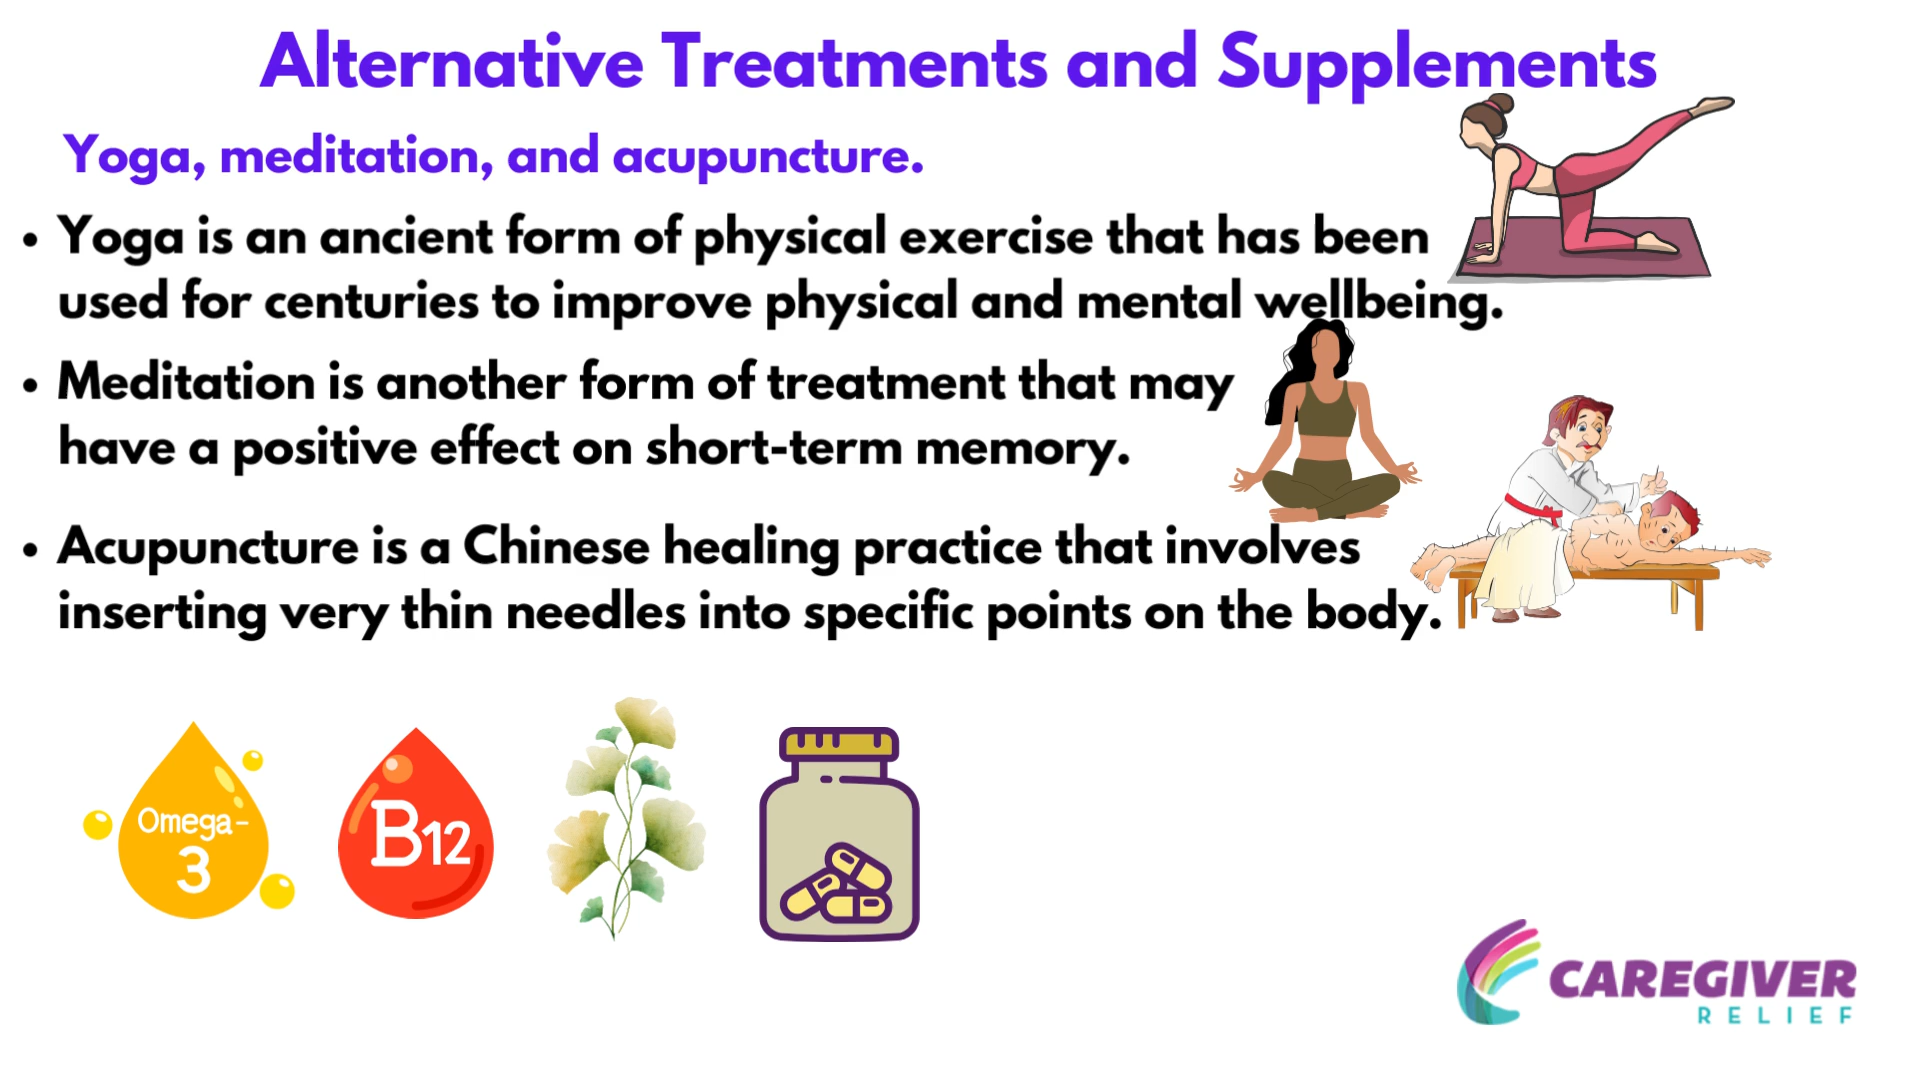 Alternative Treatments and Supplements
Yoga, meditation, and acupuncture.
• Yoga is an ancient form of physical exercise that has been
used for centuries to improve physical and mental wellbeing.
• Meditation is another form of treatment that may
have a positive effect on short-term memory.
• Acupuncture is a Chinese healing practice that involves
inserting very thin needles into specific points on the body.
Omega-
3
B12
CAREGIVER
RELIEF